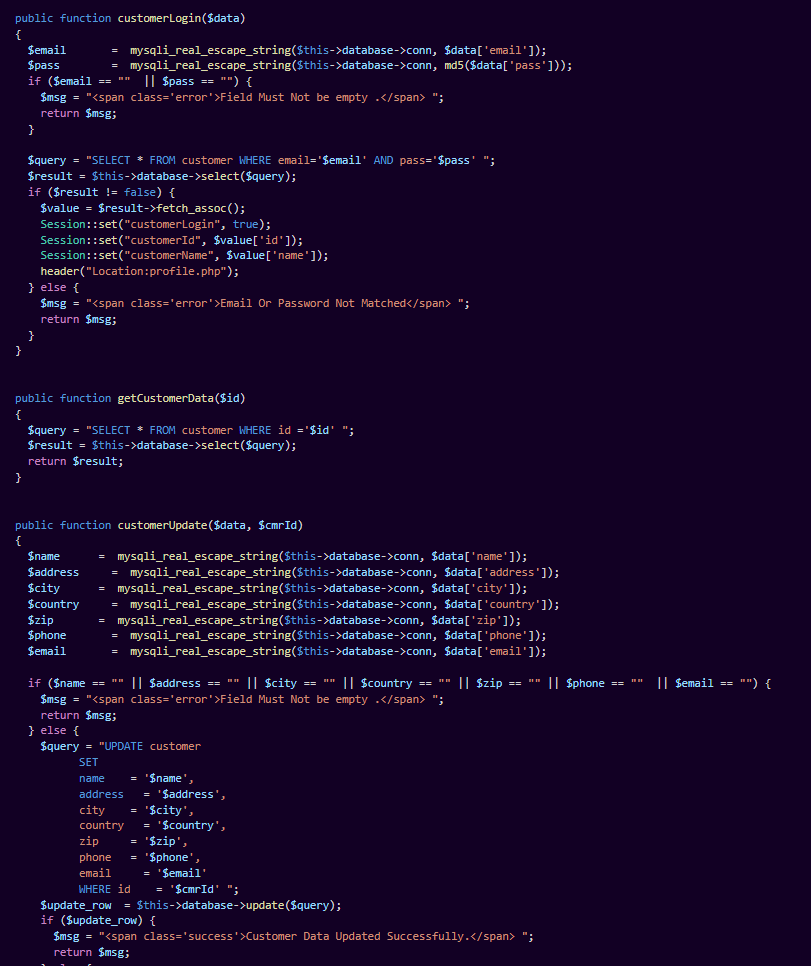 public function customerLogin($data)
{
  $email       =  mysqli_real_escape_string($this->database->conn, $data['email']);
  $pass        =  mysqli_real_escape_string($this->database->conn, md5($data['pass']));
  if ($email == ""  || $pass == "") {
    $msg = "<span class='error'>Field Must Not be empty .</span> ";
    return $msg;
  }

  $query = "SELECT * FROM customer WHERE email='$email' AND pass='$pass' ";
  $result = $this->database->select($query);
  if ($result != false) {
    $value = $result->fetch_assoc();
    Session::set("customerLogin", true);
    Session::set("customerId", $value['id']);
    Session::set("customerName", $value['name']);
    header("Location:profile.php");
  } else {
    $msg = "<span class='error'>Email Or Password Not Matched</span> ";
    return $msg;
  }
}

public function getCustomerData($id)
{
  $query = "SELECT * FROM customer WHERE id ='$id' ";
  $result = $this->database->select($query);
  return $result;
}

public function customerUpdate($data, $cmrId)
{
  $name      =  mysqli_real_escape_string($this->database->conn, $data['name']);
  $address     =  mysqli_real_escape_string($this->database->conn, $data['address']);
  $city      =  mysqli_real_escape_string($this->database->conn, $data['city']);
  $country     =  mysqli_real_escape_string($this->database->conn, $data['country']);
  $zip       =  mysqli_real_escape_string($this->database->conn, $data['zip']);
  $phone       =  mysqli_real_escape_string($this->database->conn, $data['phone']);
  $email       =  mysqli_real_escape_string($this->database->conn, $data['email']);

  if ($name == "" || $address == "" || $city == "" || $country == "" || $zip == "" || $phone == ""  || $email == "") {
    $msg = "<span class='error'>Field Must Not be empty .</span> ";
    return $msg;
  } else {
    $query = "UPDATE customer
          SET
          name    = '$name',
          address   = '$address',
          city    = '$city',
          country   = '$country',
          zip     = '$zip',
          phone   = '$phone',
          email     = '$email'
          WHERE id    = '$cmrId' ";
    $update_row  = $this->database->update($query);
    if ($update_row) {
      $msg = "<span class='success'>Customer Data Updated Successfully.</span> ";
      return $msg;
    } else {